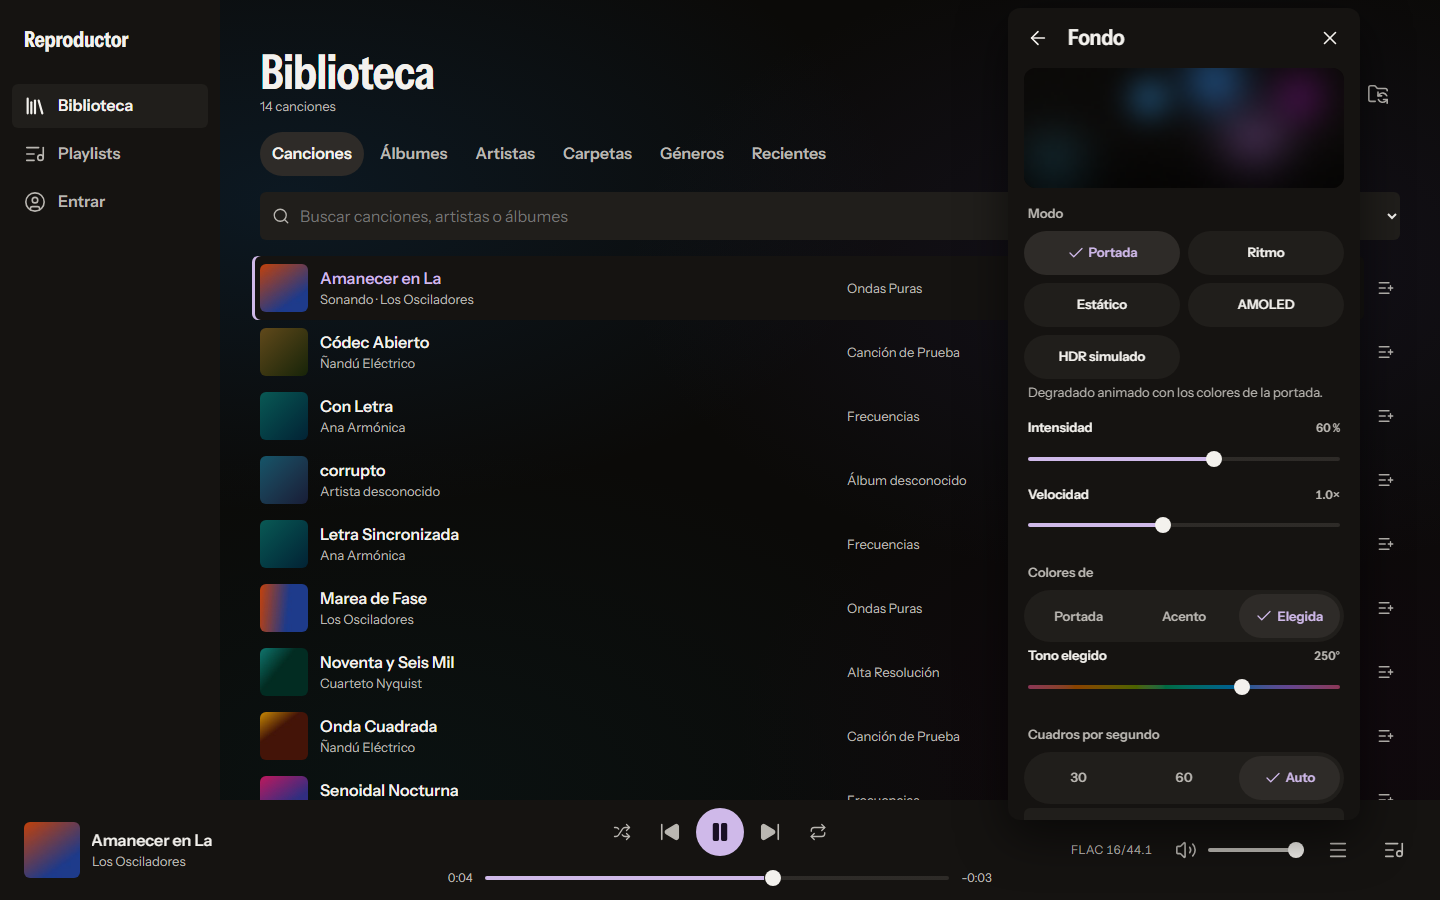 Reproductor
Biblioteca
Playlists
Entrar
Biblioteca
14 canciones
Canciones
Álbumes
Artistas
Carpetas
Géneros
Recientes
Buscar canciones, artistas o álbumes
Amanecer en La
Sonando · Los Osciladores
Ondas Puras
Códec Abierto
Ñandú Eléctrico
Canción de Prueba
Con Letra
Ana Armónica
Frecuencias
corrupto
Artista desconocido
Álbum desconocido
Letra Sincronizada
Ana Armónica
Frecuencias
Marea de Fase
Los Osciladores
Ondas Puras
Noventa y Seis Mil
Cuarteto Nyquist
Alta Resolución
Onda Cuadrada
Ñandú Eléctrico
Canción de Prueba
Senoidal Nocturna
Frecuencias
Fondo
Modo
Portada
Ritmo
Estático
AMOLED
HDR simulado
Degradado animado con los colores de la portada.
Intensidad
60 %
Velocidad
1.0×
Colores de
Portada
Acento
Elegida
Tono elegido
250°
Cuadros por segundo
30
60
Auto
Amanecer en La
Los Osciladores
0:04
-0:03
FLAC 16/44.1